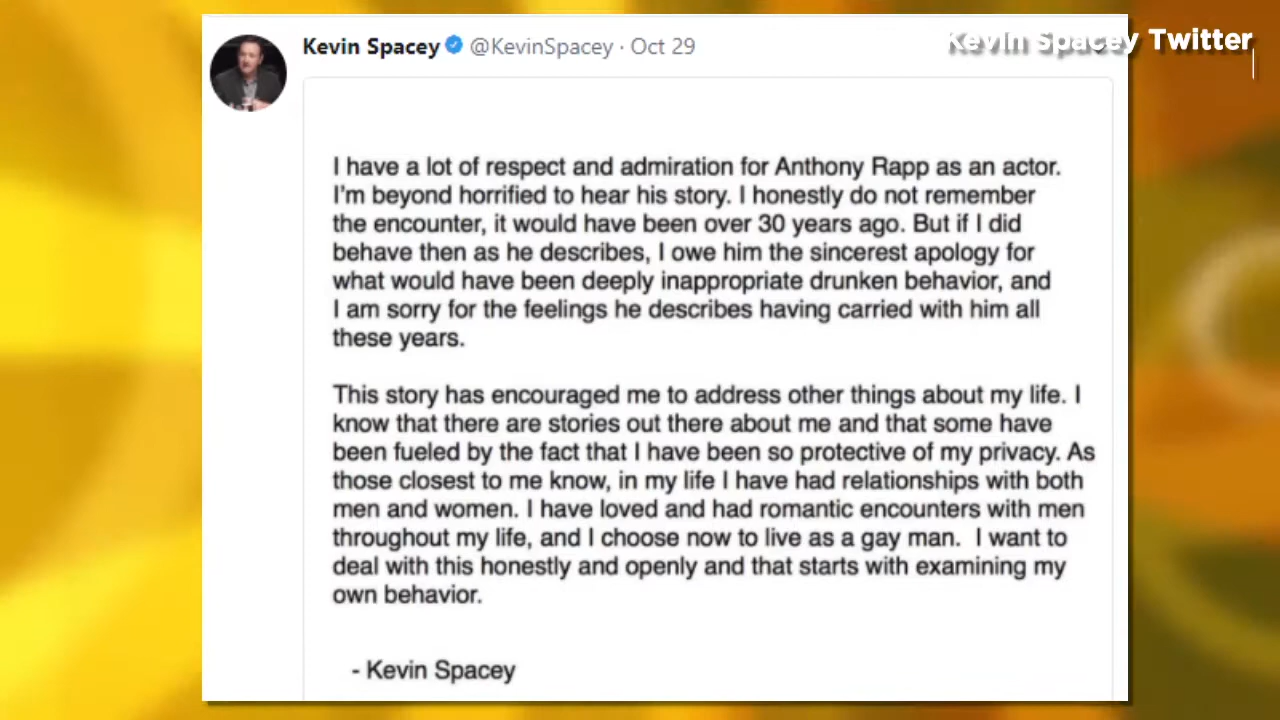 Kevin Spacey @KevinSpacey · Oct 29
Kevin Spacey Twitter
I have a lot of respect and admiration for Anthony Rapp as an actor.
I'm beyond horrified to hear his story. I honestly do not remember
the encounter, it would have been over 30 years ago. But if I did
behave then as he describes, I owe him the sincerest apology for
what would have been deeply inappropriate drunken behavior, and
I am sorry for the feelings he describes having carried with him all
these years.
This story has encouraged me to address other things about my life. I
know that there are stories out there about me and that some have
been fueled by the fact that I have been so protective of my privacy. As
those closest to me know, in my life I have had relationships with both
men and women. I have loved and had romantic encounters with men
throughout my life, and I choose now to live as a gay man.  I want to
deal with this honestly and openly and that starts with examining my
own behavior.
- Kevin Spacey